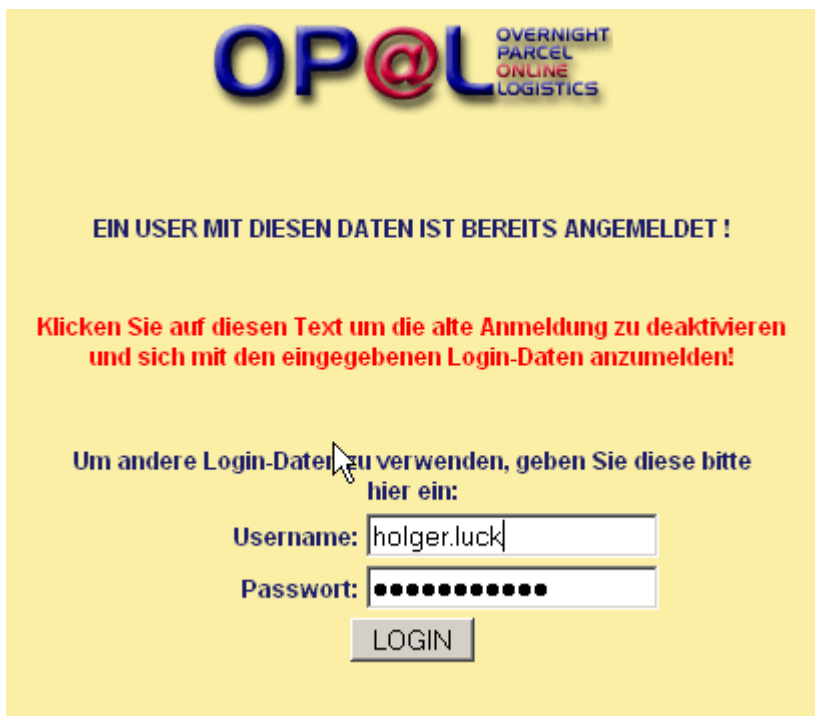 OP@L
OVERNIGHT
PARCEL
ONLINE
LOGISTICS
EIN USER MIT DIESEN DATEN IST BEREITS ANGEMELDET !
Klicken Sie auf diesen Text um die alte Anmeldung zu deaktivieren
und sich mit den eingegebenen Login-Daten anzumelden!
Um andere Login-Daten zu verwenden, geben Sie diese bitte
hier ein:
Username: holger.luck
Passwort: ●●●●●●●●●●●
LOGIN